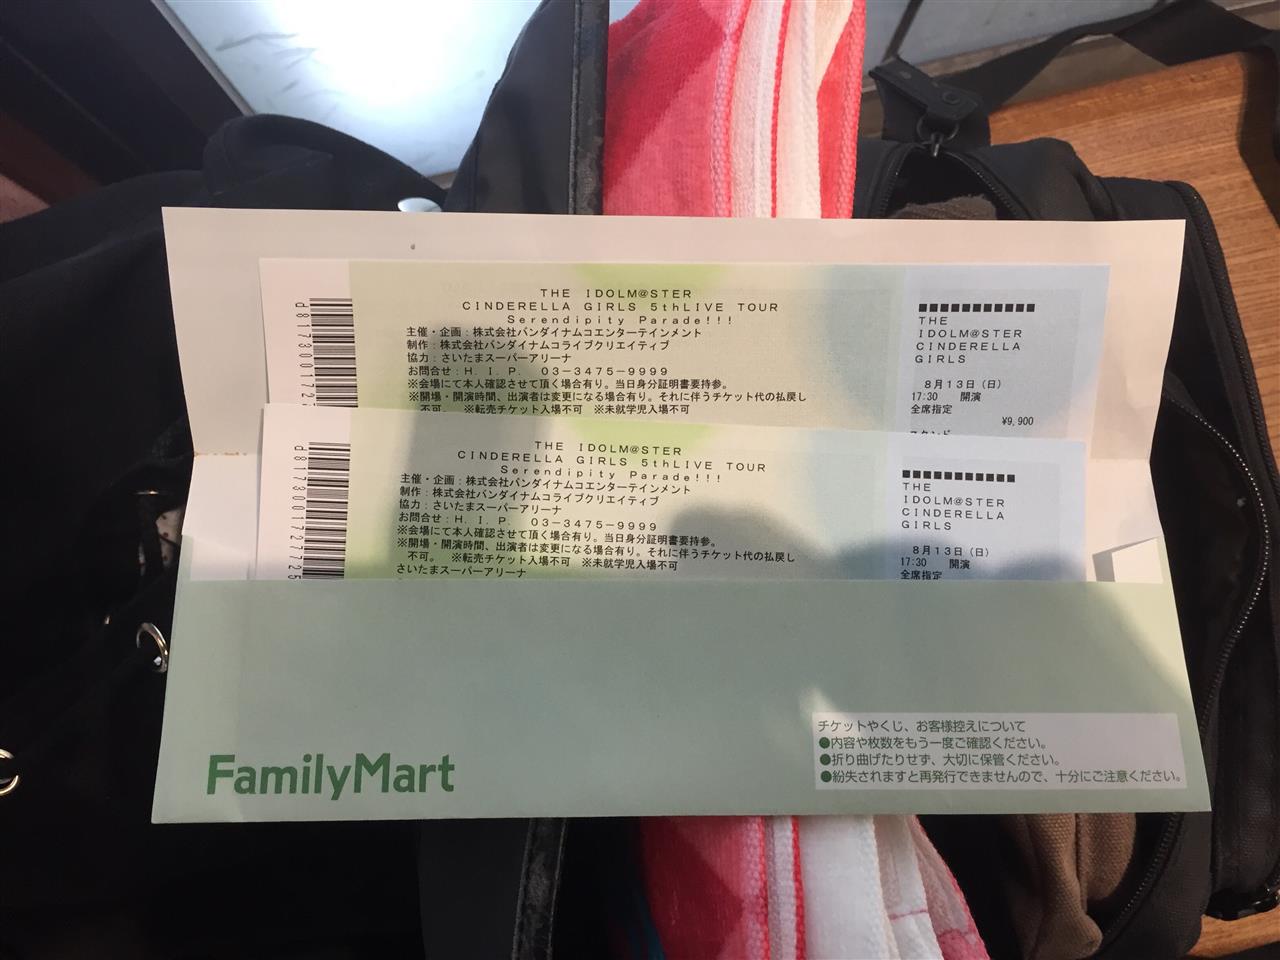 THE IDOLM@STER
CINDERELLA GIRLS 5thLIVE TOUR
Serendipity Parade!!!
主催・企画：株式会社バンダイナムコエンターテインメント
制作：株式会社バンダイナムコライブクリエイティブ
協力：さいたまスーパーアリーナ
お問合せ：H．I．P． 03-3475-9999
※会場にて本人確認させて頂く場合有り。当日身分証明書要持参。
※開場・開演時間、出演者は変更になる場合有り。それに伴うチケット代の払戻し
不可。 ※転売チケット入場不可 ※未就学児入場不可
■■■■■■■■■■■
THE
IDOLM@STER
CINDERELLA
GIRLS
8月13日（日）
17:30 開演
全席指定
¥9,900
スタンド
THE IDOLM@STER
CINDERELLA GIRLS 5thLIVE TOUR
Serendipity Parade!!!
主催・企画：株式会社バンダイナムコエンターテインメント
制作：株式会社バンダイナムコライブクリエイティブ
協力：さいたまスーパーアリーナ
お問合せ：H．I．P． 03-3475-9999
※会場にて本人確認させて頂く場合有り。当日身分証明書要持参。
※開場・開演時間、出演者は変更になる場合有り。それに伴うチケット代の払戻し
不可。 ※転売チケット入場不可 ※未就学児入場不可
さいたまスーパーアリーナ
d8173001727725
■■■■■■■■■■■
THE
IDOLM@STER
CINDERELLA
GIRLS
8月13日（日）
17:30 開演
全席指定
FamilyMart
チケットやくじ、お客様控えについて
●内容や枚数をもう一度ご確認ください。
●折り曲げたりせず、大切に保管ください。
●紛失されますと再発行できませんので、十分にご注意ください。